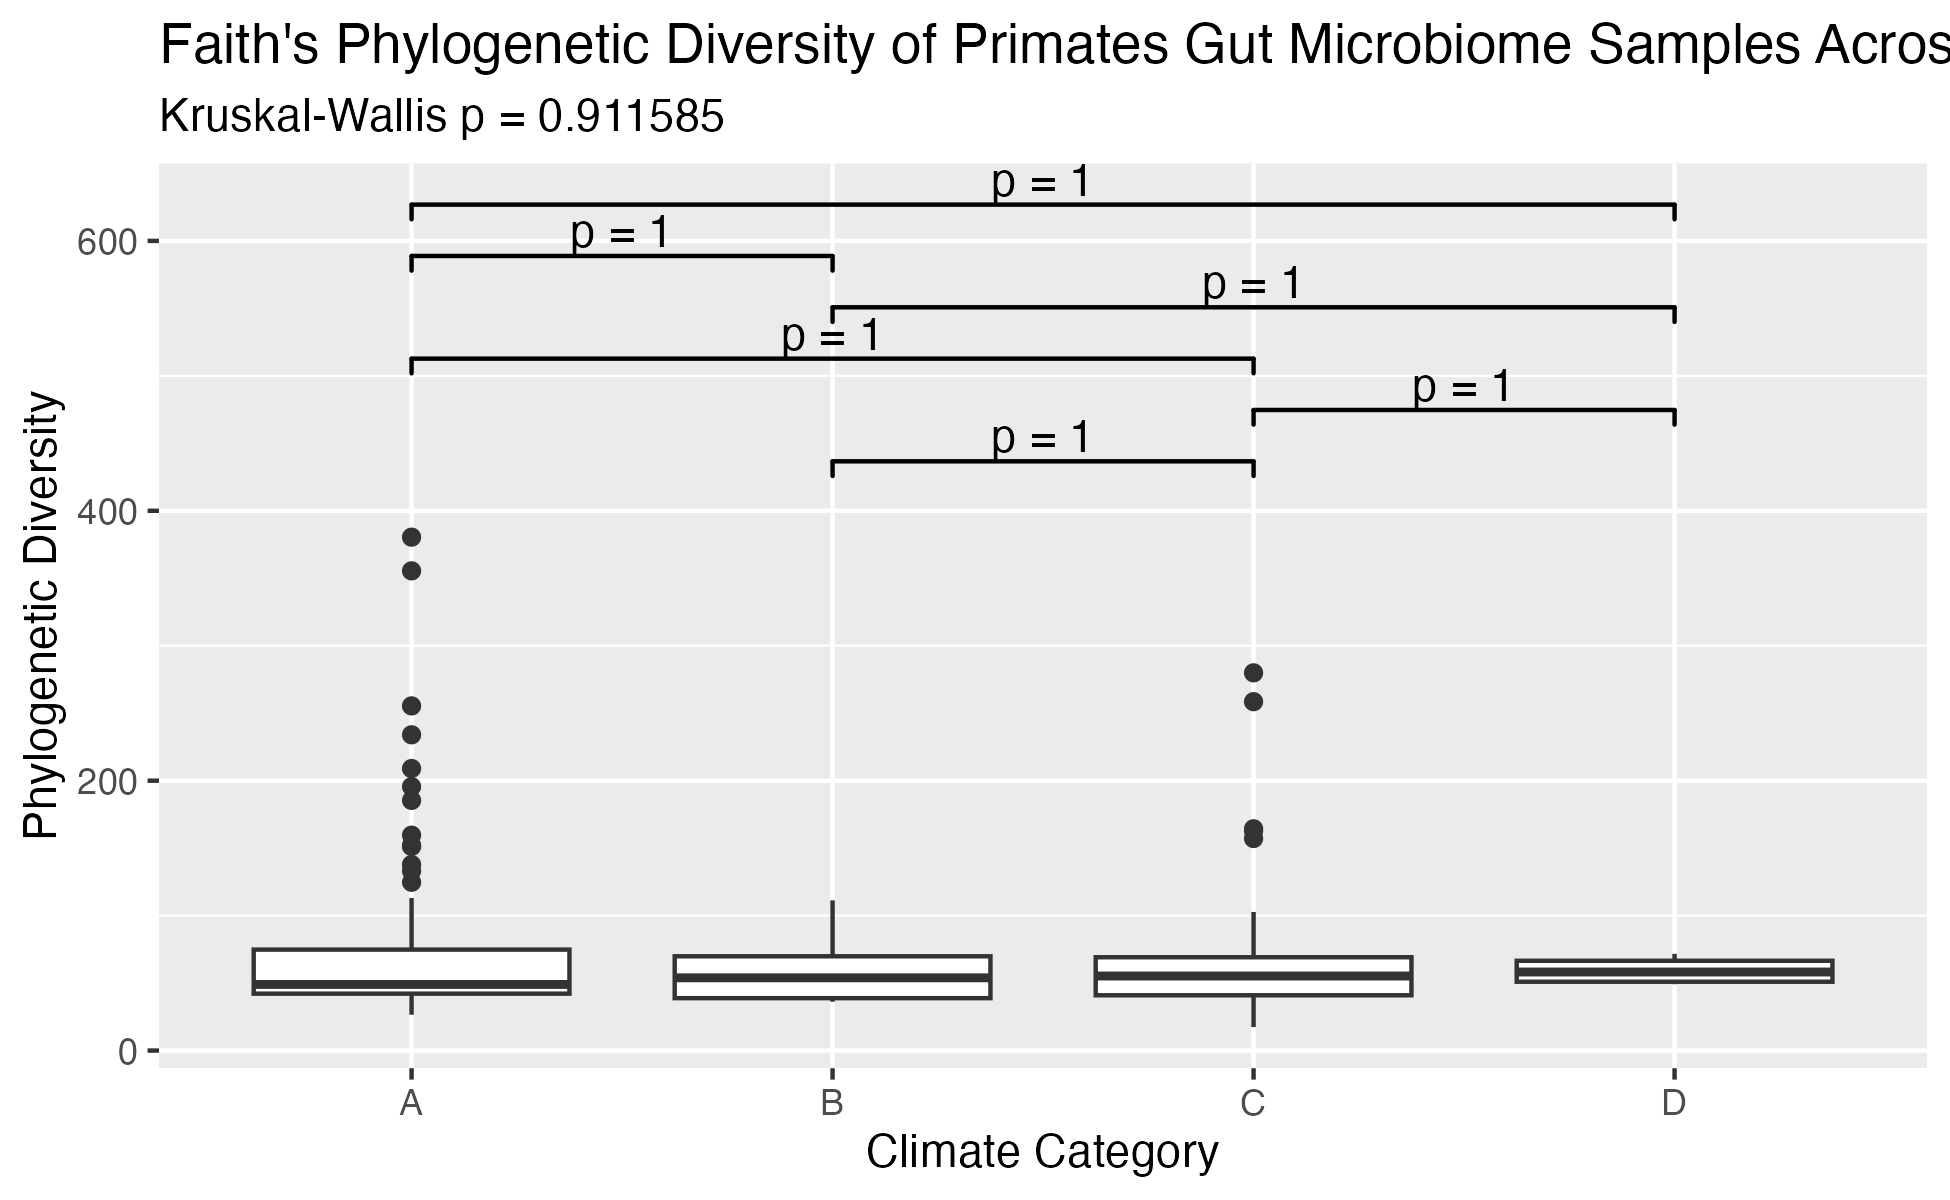 Faith's Phylogenetic Diversity of Primates Gut Microbiome Samples Acros
Kruskal-Wallis p = 0.911585
p = 1
p = 1
p = 1
p = 1
p = 1
p = 1
600
400
200
0
Phylogenetic Diversity
A B C D
Climate Category